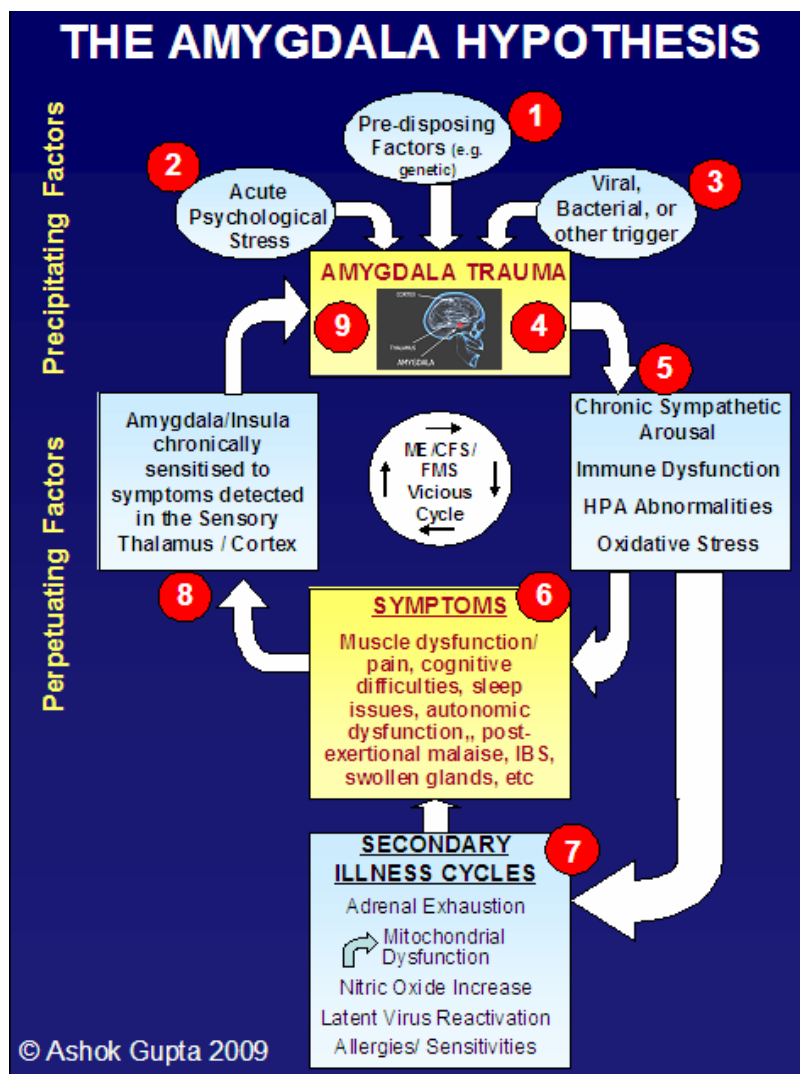 THE AMYGDALA HYPOTHESIS
Precipitating Factors
Perpetuating Factors
1
Pre-disposing
Factors (e.g.
genetic)
2
Acute
Psychological
Stress
3
Viral,
Bacterial, or
other trigger
AMYGDALA TRAUMA
9
CORTEX
THALAMUS
AMYGDALA
4
5
Chronic Sympathetic
Arousal
Immune Dysfunction
HPA Abnormalities
Oxidative Stress
Amygdala/Insula
chronically
sensitised to
symptoms detected
in the Sensory
Thalamus / Cortex
8
ME/CFS/
FMS
Vicious
Cycle
6
SYMPTOMS
Muscle dysfunction/
pain, cognitive
difficulties, sleep
issues, autonomic
dysfunction,, post-
exertional malaise, IBS,
swollen glands, etc
7
SECONDARY
ILLNESS CYCLES
Adrenal Exhaustion
Mitochondrial
Dysfunction
Nitric Oxide Increase
Latent Virus Reactivation
Allergies/ Sensitivities
© Ashok Gupta 2009